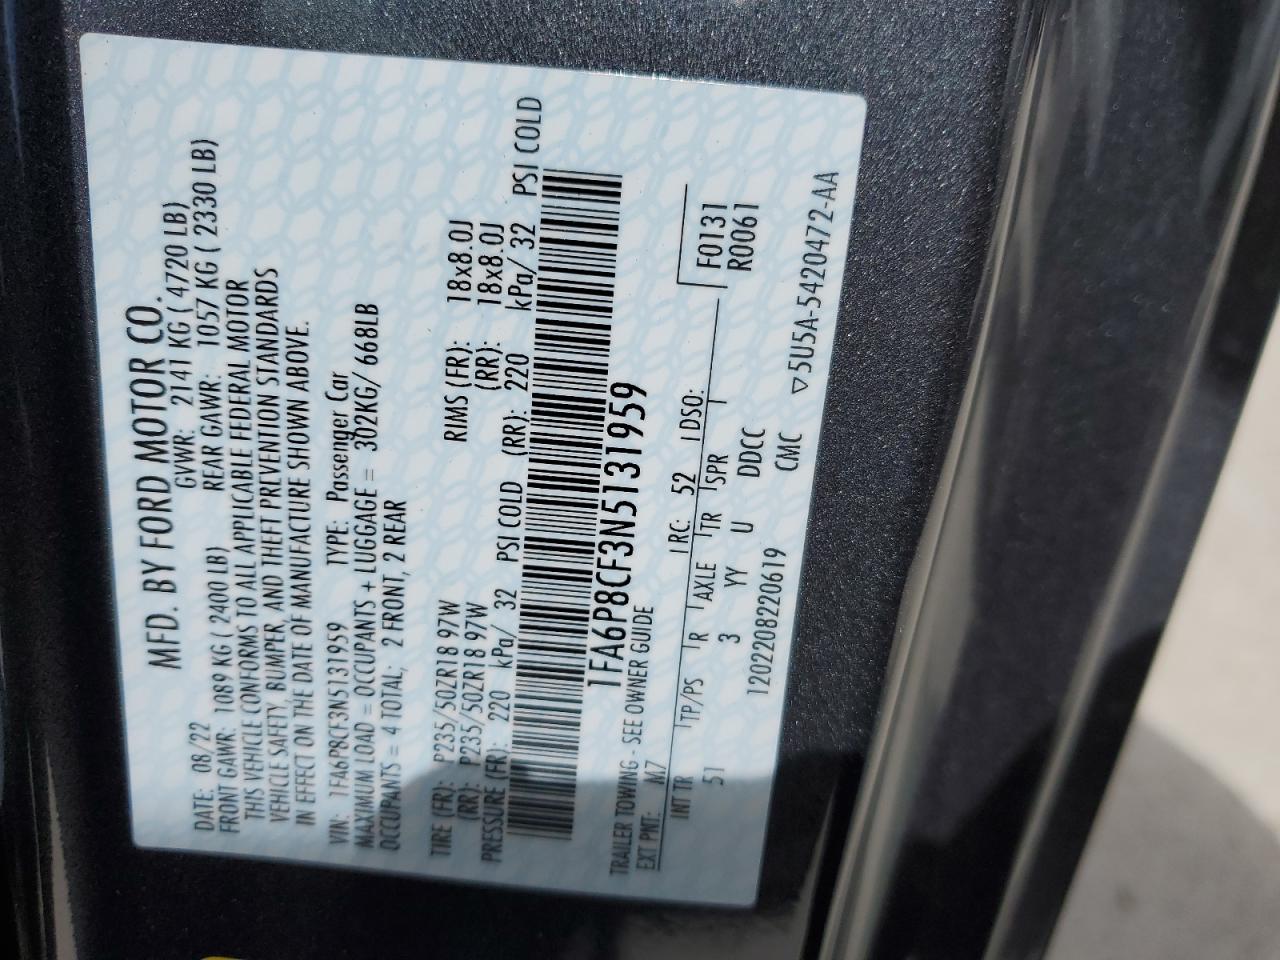 MFD. BY FORD MOTOR CO.
DATE: 08/22 GVWR: 2141 KG ( 4720 LB)
FRONT GAWR: 1089 KG ( 2400 LB) REAR GAWR: 1057 KG ( 2330 LB)
THIS VEHICLE CONFORMS TO ALL APPLICABLE FEDERAL MOTOR
VEHICLE SAFETY, BUMPER, AND THEFT PREVENTION STANDARDS
IN EFFECT ON THE DATE OF MANUFACTURE SHOWN ABOVE.
VIN: 1FA6P8CF3N5131959 TYPE: Passenger Car
MAXIMUM LOAD = OCCUPANTS + LUGGAGE = 302KG/ 668LB
OCCUPANTS = 4 TOTAL; 2 FRONT, 2 REAR
TIRE (FR): P235/50ZR18 97W RIMS (FR): 18x8.0J
(RR): P235/50ZR18 97W (RR): 18x8.0J
PRESSURE (FR): 220 kPa/ 32 PSI COLD (RR): 220 kPa/ 32 PSI COLD
1FA6P8CF3N5131959
TRAILER TOWING - SEE OWNER GUIDE
EXT PNT: M7 RC: 52 DSO: F0131
INT TR TP/PS R AXLE TR SPR R0061
51 3 YY U DDCC
1202208220619 CMC ▽5U5A-5420472-AA